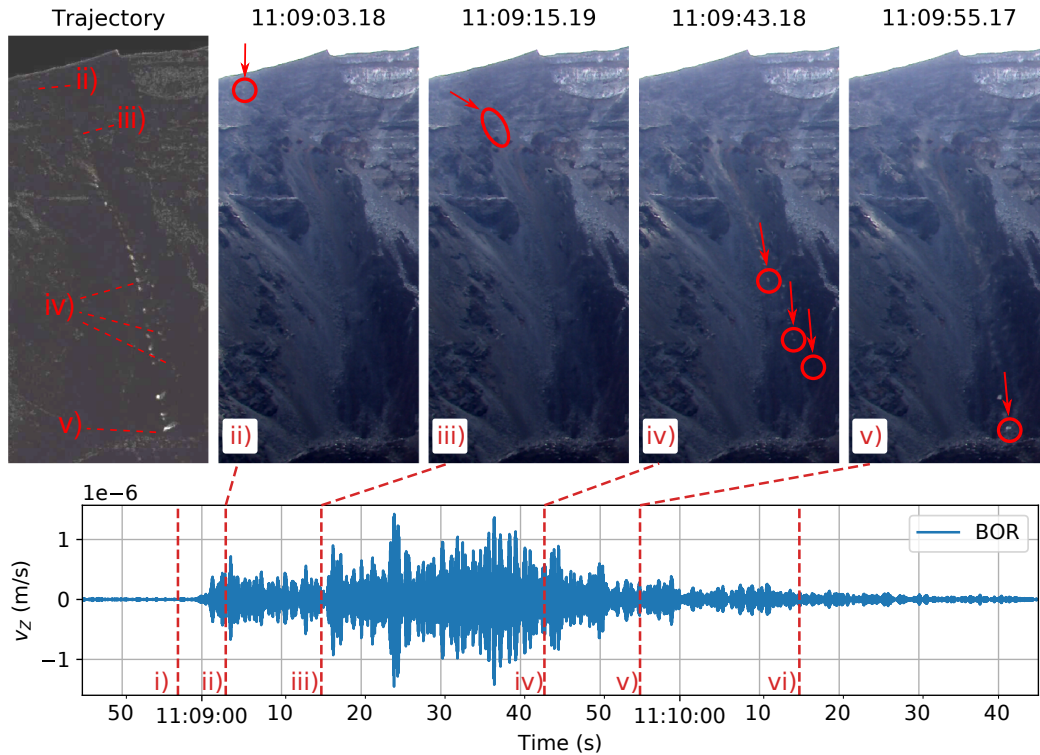 Trajectory 11:09:03.18 11:09:15.19 11:09:43.18 11:09:55.17
ii)
iii)
iv)
v)
ii) iii) iv) v)
1e−6
BOR
1
0
−1
v_Z (m/s)
i) ii) iii) iv) v) vi)
50 11:09:00 10 20 30 40 50 11:10:00 10 20 30 40
Time (s)